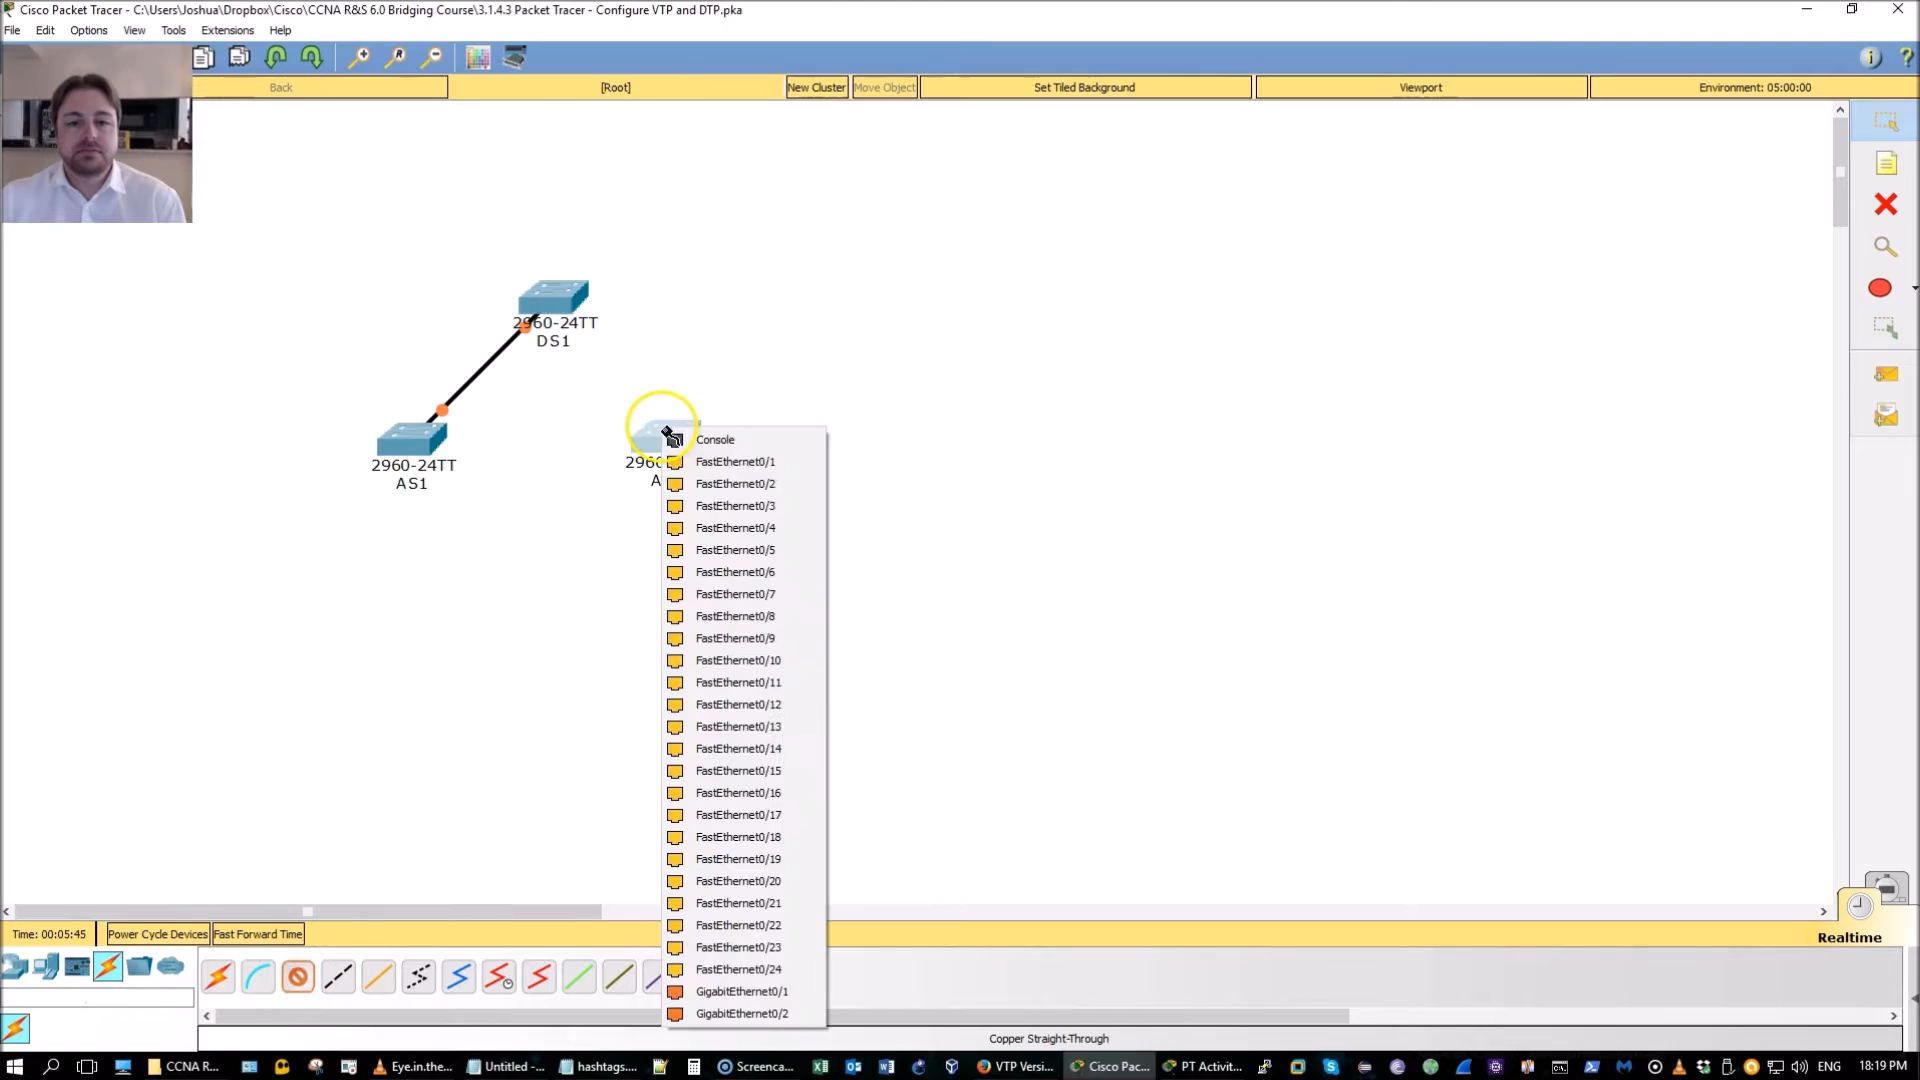 Cisco Packet Tracer - C:\Users\Joshua\Dropbox\Cisco\CCNA R&S 6.0 Bridging Course\3.1.4.3 Packet Tracer - Configure VTP and DTP.pka
File Edit Options View Tools Extensions Help
Back [Root] New Cluster Move Object Set Tiled Background Viewport Environment: 05:00:00
2960-24TT
DS1
2960-24TT
AS1
2960
A
Console
FastEthernet0/1
FastEthernet0/2
FastEthernet0/3
FastEthernet0/4
FastEthernet0/5
FastEthernet0/6
FastEthernet0/7
FastEthernet0/8
FastEthernet0/9
FastEthernet0/10
FastEthernet0/11
FastEthernet0/12
FastEthernet0/13
FastEthernet0/14
FastEthernet0/15
FastEthernet0/16
FastEthernet0/17
FastEthernet0/18
FastEthernet0/19
FastEthernet0/20
FastEthernet0/21
FastEthernet0/22
FastEthernet0/23
FastEthernet0/24
GigabitEthernet0/1
GigabitEthernet0/2
Time: 00:05:45 Power Cycle Devices Fast Forward Time
Realtime
Copper Straight-Through
CCNA R... Eye.in.the... Untitled -... hashtags.... Screenca... VTP Versi... Cisco Pac... PT Activit... ENG 18:19 PM